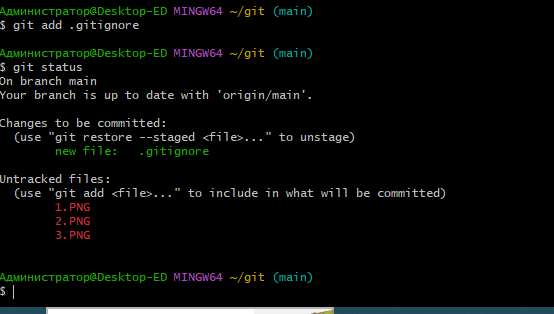 Администратор@Desktop-ED MINGW64 ~/git (main)
$ git add .gitignore
Администратор@Desktop-ED MINGW64 ~/git (main)
$ git status
On branch main
Your branch is up to date with 'origin/main'.
Changes to be committed:
  (use "git restore --staged <file>..." to unstage)
        new file:   .gitignore
Untracked files:
  (use "git add <file>..." to include in what will be committed)
        1.PNG
        2.PNG
        3.PNG
Администратор@Desktop-ED MINGW64 ~/git (main)
$